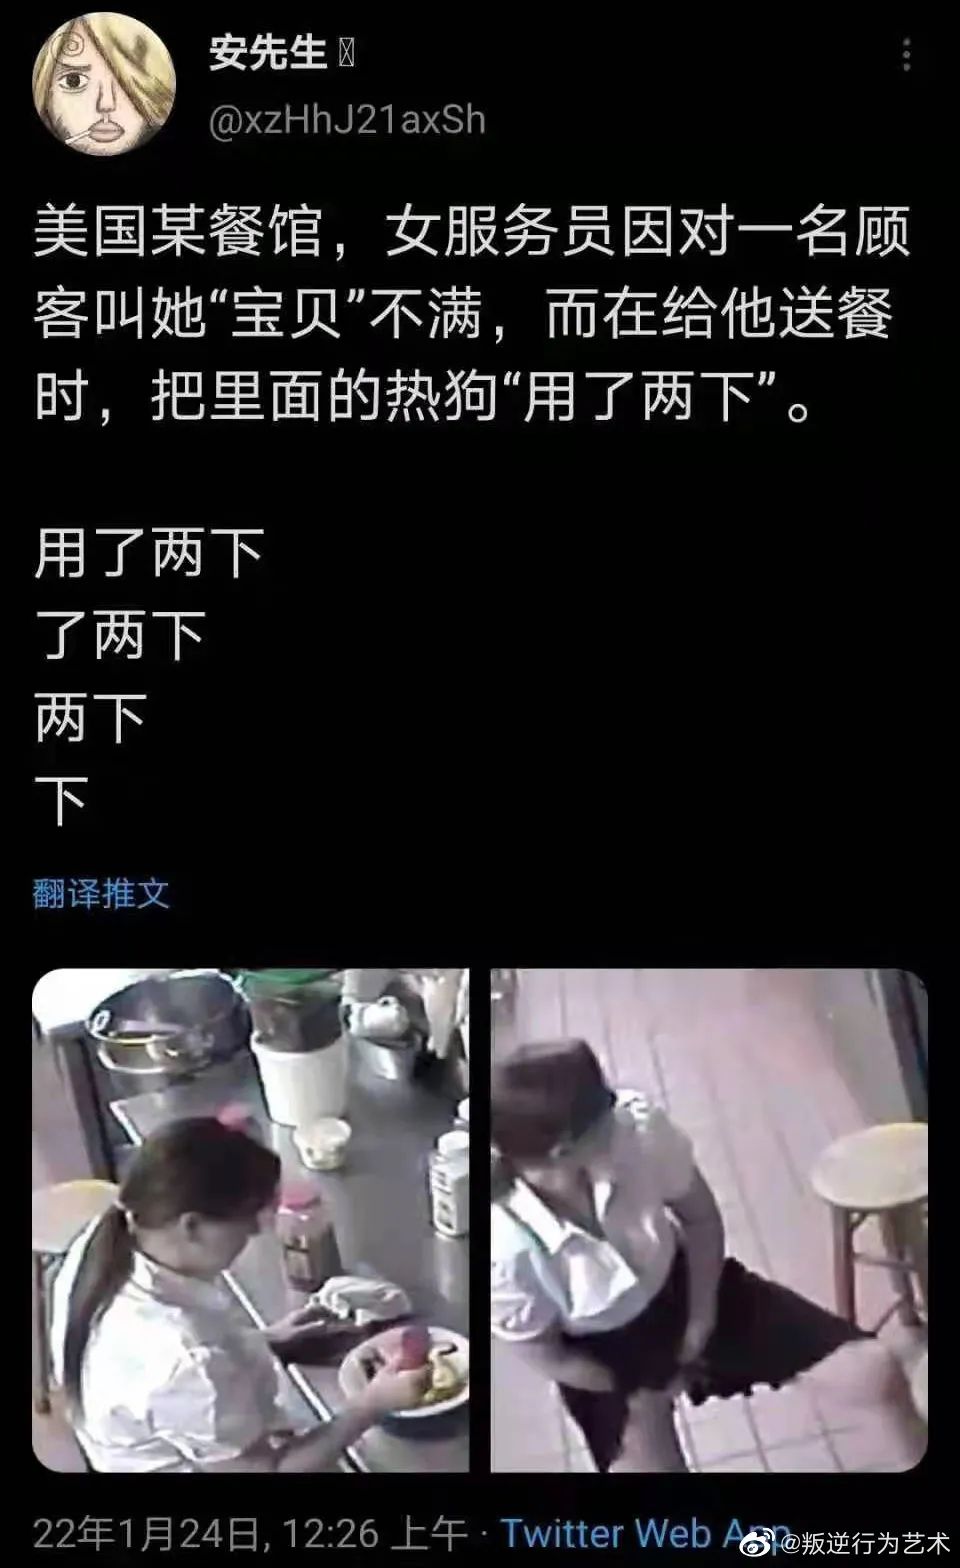 安先生
@xzHhJ21axSh
美国某餐馆，女服务员因对一名顾
客叫她“宝贝”不满，而在给他送餐
时，把里面的热狗“用了两下”。
用了两下
了两下
两下
下
翻译推文
22年1月24日, 12:26 上午 · Twitter Web App
@叛逆行为艺术